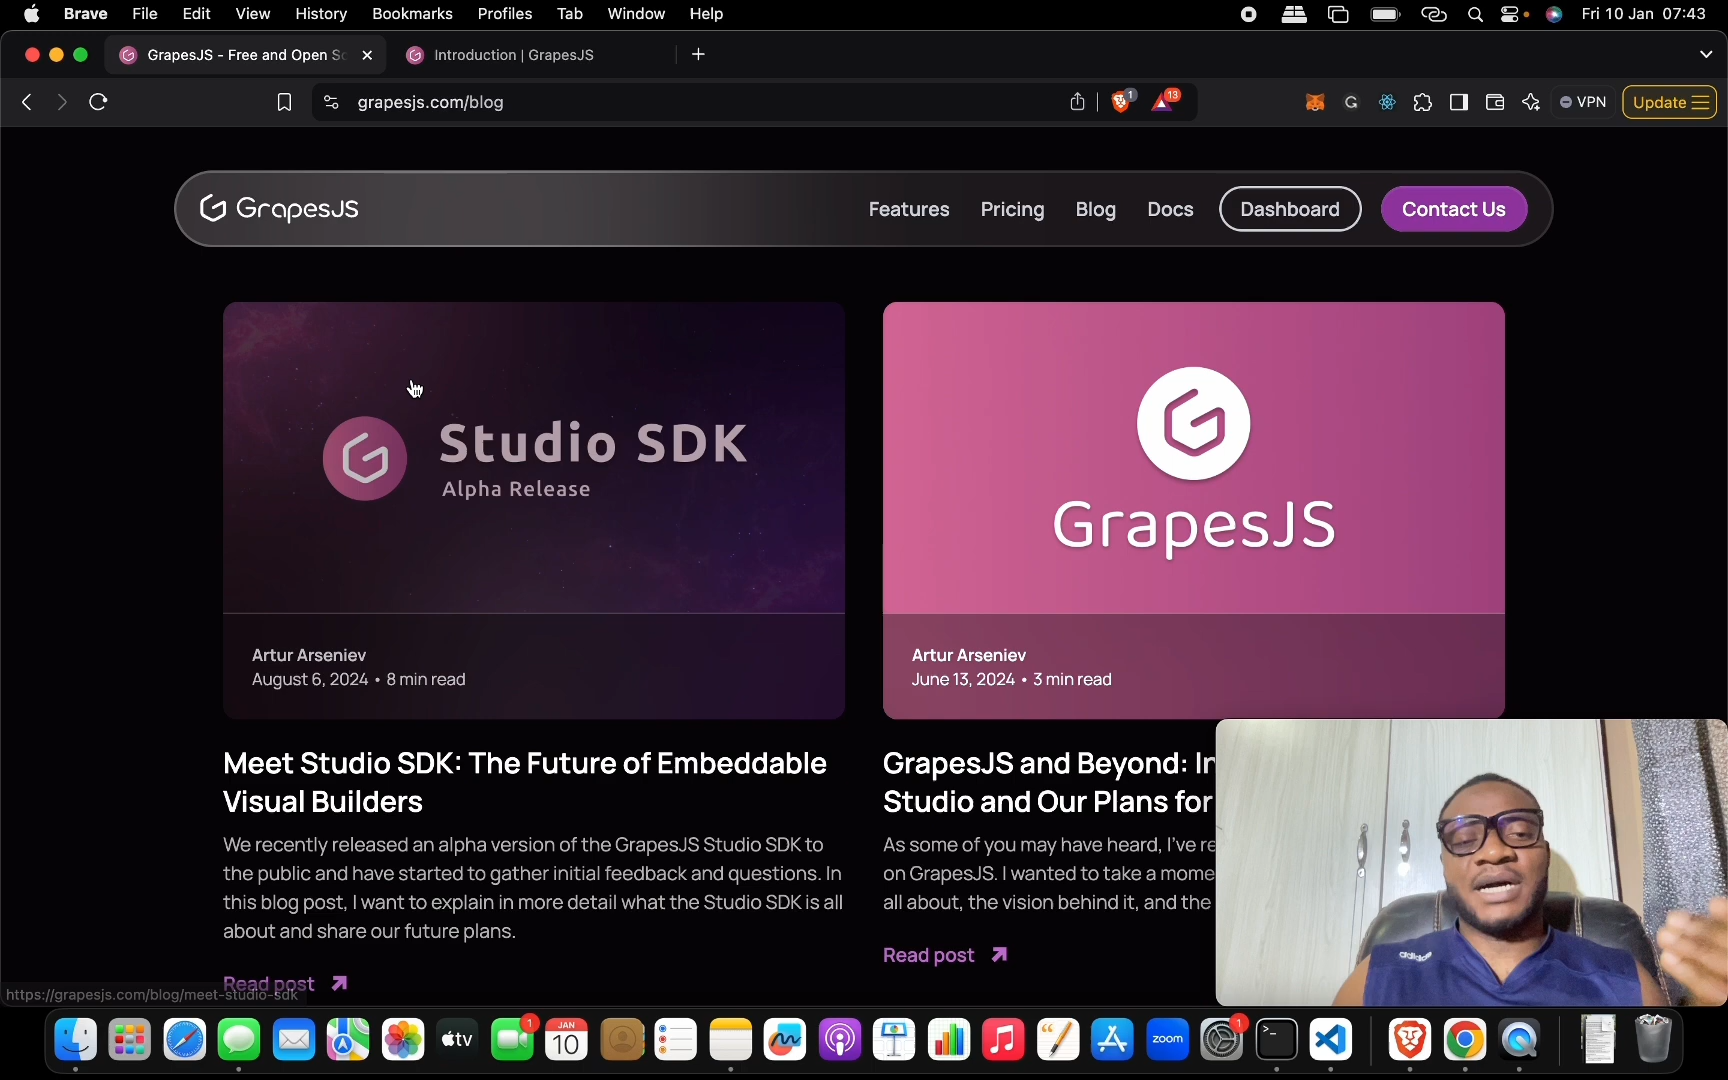 Brave File Edit View History Bookmarks Profiles Tab Window Help Fri 10 Jan 07:43
GrapesJS - Free and Open Sc Introduction | GrapesJS
grapesjs.com/blog 1 13 VPN Update
GrapesJS Features Pricing Blog Docs Dashboard Contact Us
Studio SDK
Alpha Release
Artur Arseniev
August 6, 2024 • 8 min read
Meet Studio SDK: The Future of Embeddable
Visual Builders
We recently released an alpha version of the GrapesJS Studio SDK to
the public and have started to gather initial feedback and questions. In
this blog post, I want to explain in more detail what the Studio SDK is all
about and share our future plans.
Read post
GrapesJS
Artur Arseniev
June 13, 2024 • 3 min read
GrapesJS and Beyond: In
Studio and Our Plans for
As some of you may have heard, I've re
on GrapesJS. I wanted to take a mome
all about, the vision behind it, and the
Read post
adidas
https://grapesjs.com/blog/meet-studio-sdk
tv 1 JAN 10 zoom 1